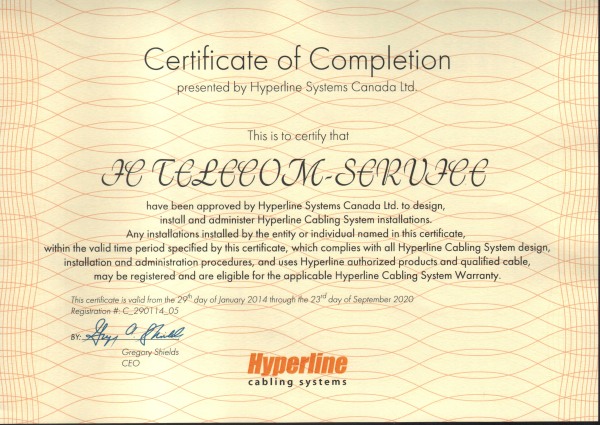 Certificate of Completion
presented by Hyperline Systems Canada Ltd.
This is to certify that
IC TELECOM-SERVICE
have been approved by Hyperline Systems Canada Ltd. to design,
install and administer Hyperline Cabling System installations.
Any installations installed by the entity or individual named in this certificate,
within the valid time period specified by this certificate, which complies with all Hyperline Cabling System design,
installation and administration procedures, and uses Hyperline authorized products and qualified cable,
may be registered and are eligible for the applicable Hyperline Cabling System Warranty.
This certificate is valid from the 29th day of January 2014 through the 23rd day of September 2020
Registration #: C_290114_05
BY:
Gregory Shields
CEO
Hyperline
cabling systems